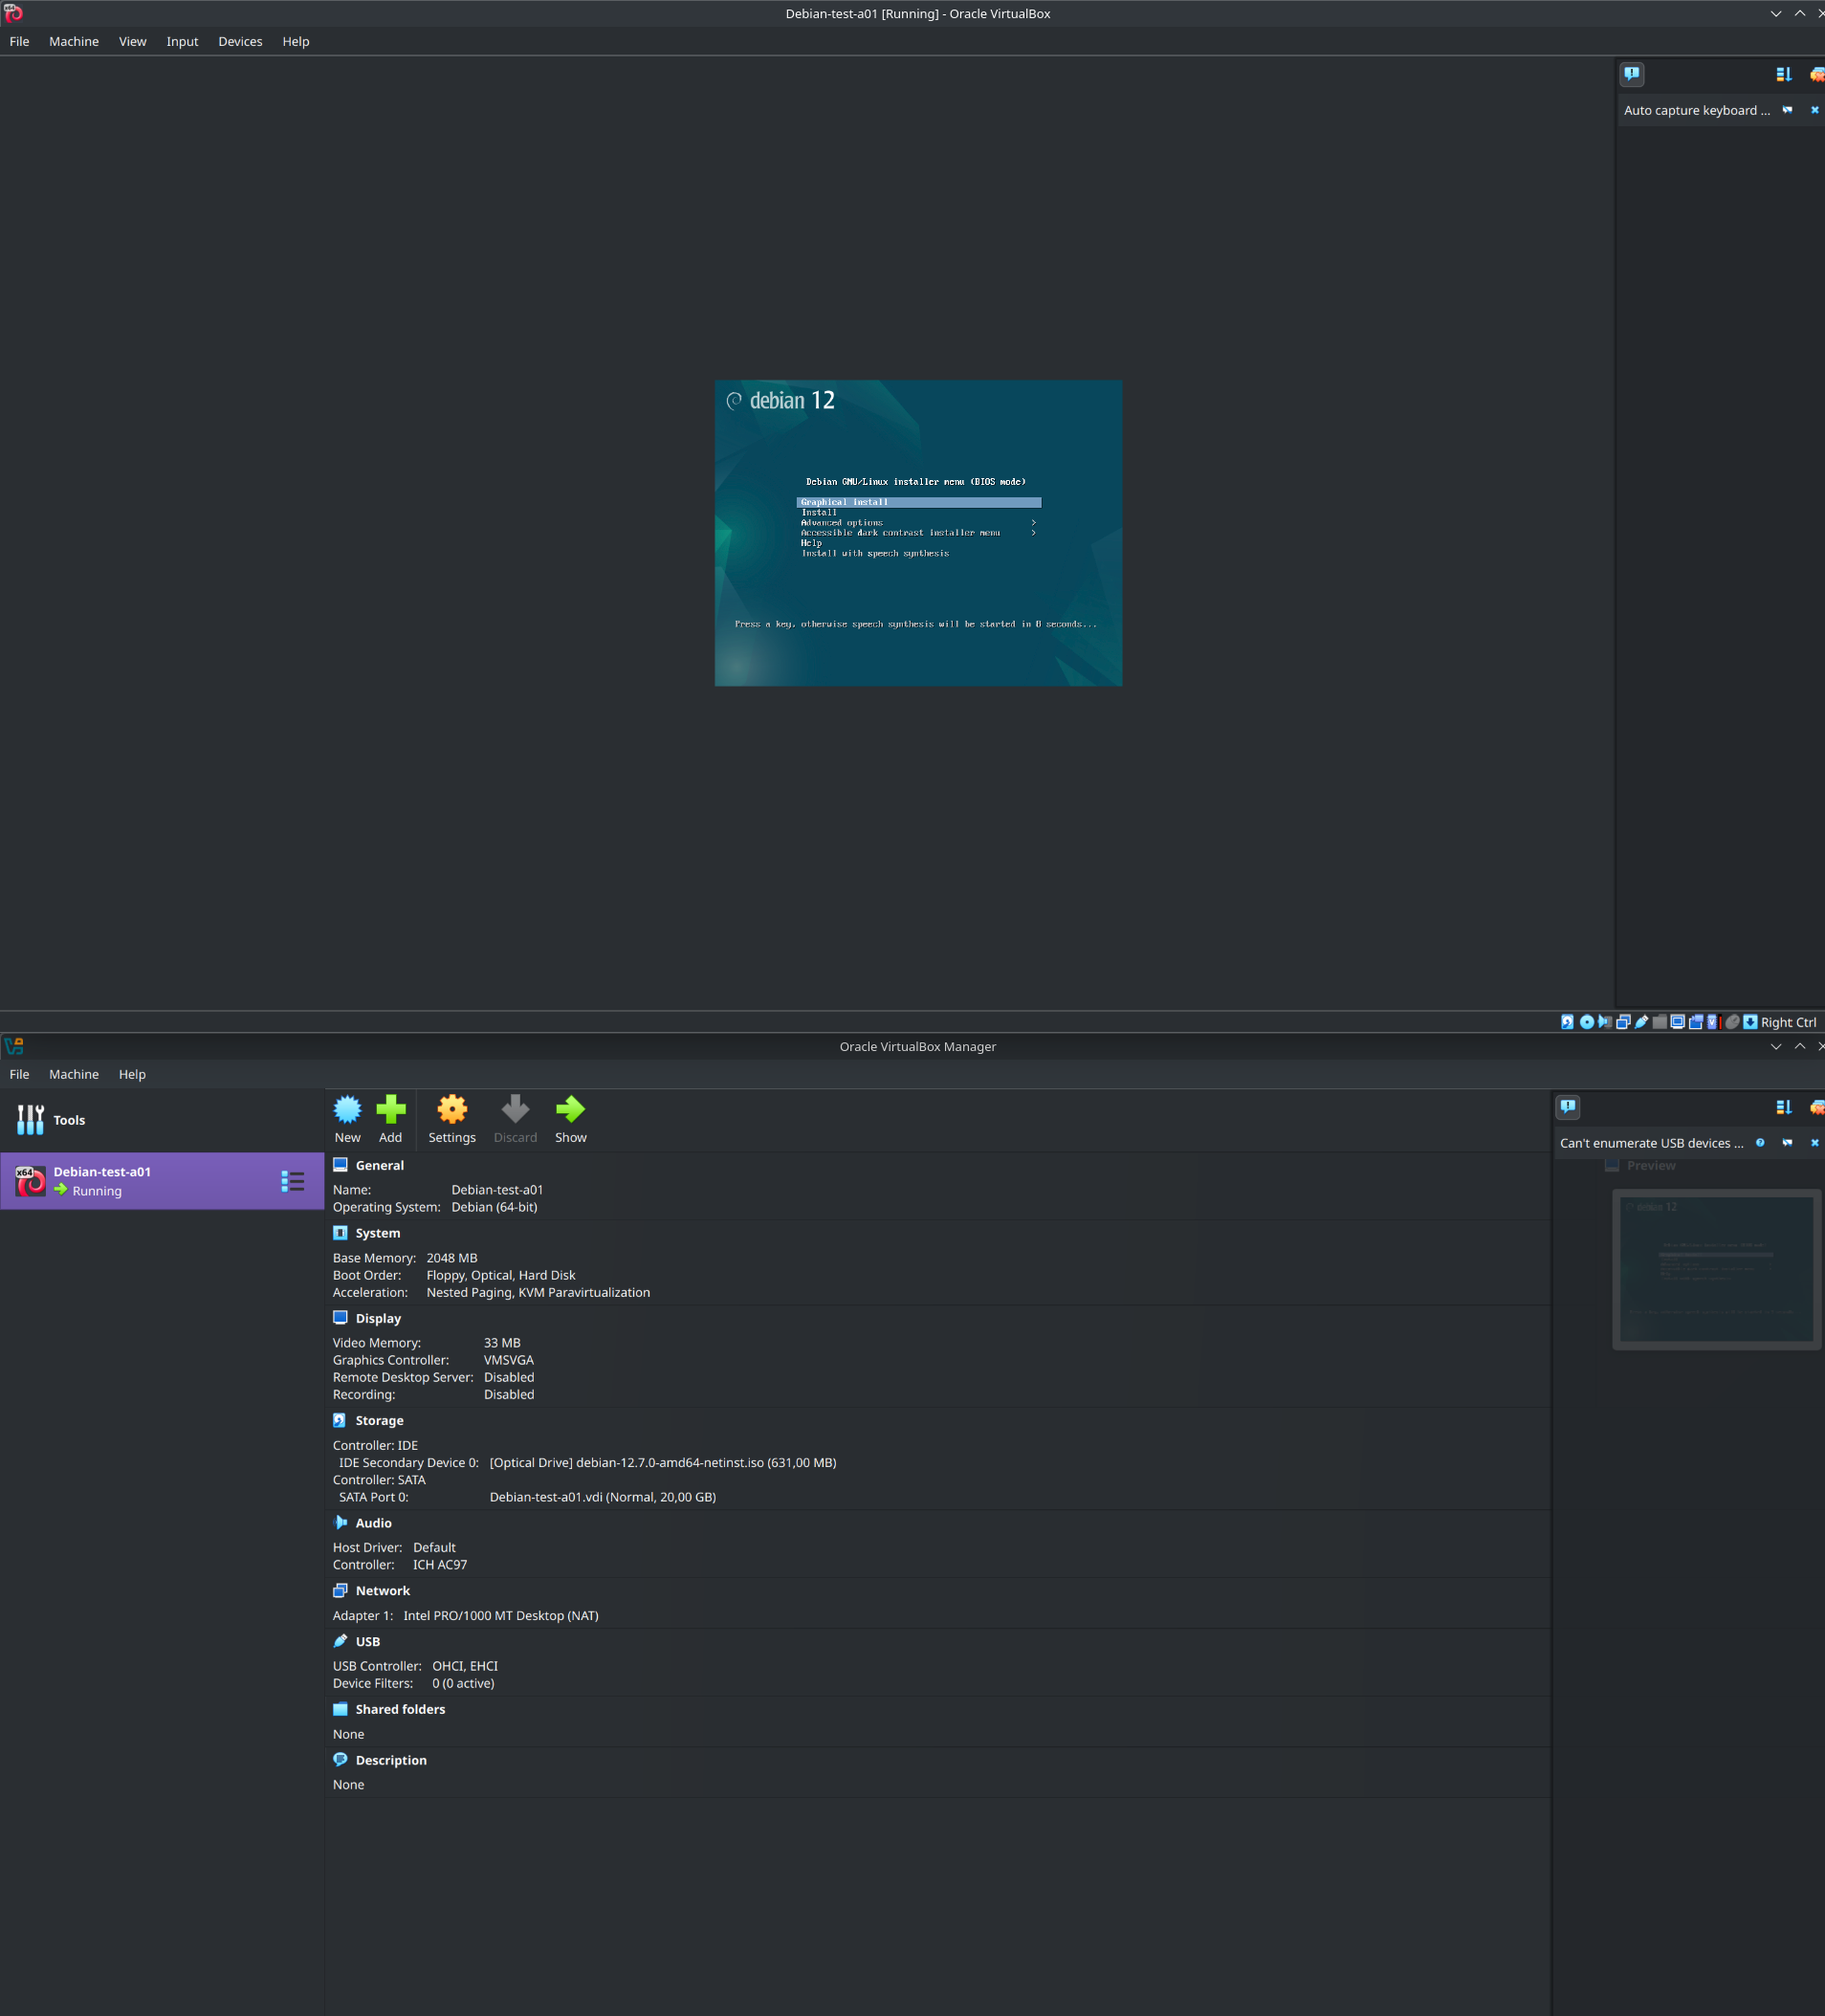 Debian-test-a01 [Running] - Oracle VirtualBox
File Machine View Input Devices Help
Auto capture keyboard ...
debian 12
Debian GNU/Linux installer menu (BIOS mode)
Graphical install
Install
Advanced options >
Accessible dark contrast installer menu >
Help
Install with speech synthesis
Press a key, otherwise speech synthesis will be started in 8 seconds...
Right Ctrl
Oracle VirtualBox Manager
File Machine Help
Tools
New Add Settings Discard Show
Can't enumerate USB devices ...
x64
Debian-test-a01
Running
General
Name: Debian-test-a01
Operating System: Debian (64-bit)
System
Base Memory: 2048 MB
Boot Order: Floppy, Optical, Hard Disk
Acceleration: Nested Paging, KVM Paravirtualization
Display
Video Memory: 33 MB
Graphics Controller: VMSVGA
Remote Desktop Server: Disabled
Recording: Disabled
Storage
Controller: IDE
IDE Secondary Device 0: [Optical Drive] debian-12.7.0-amd64-netinst.iso (631,00 MB)
Controller: SATA
SATA Port 0: Debian-test-a01.vdi (Normal, 20,00 GB)
Audio
Host Driver: Default
Controller: ICH AC97
Network
Adapter 1: Intel PRO/1000 MT Desktop (NAT)
USB
USB Controller: OHCI, EHCI
Device Filters: 0 (0 active)
Shared folders
None
Description
None
Preview
debian 12